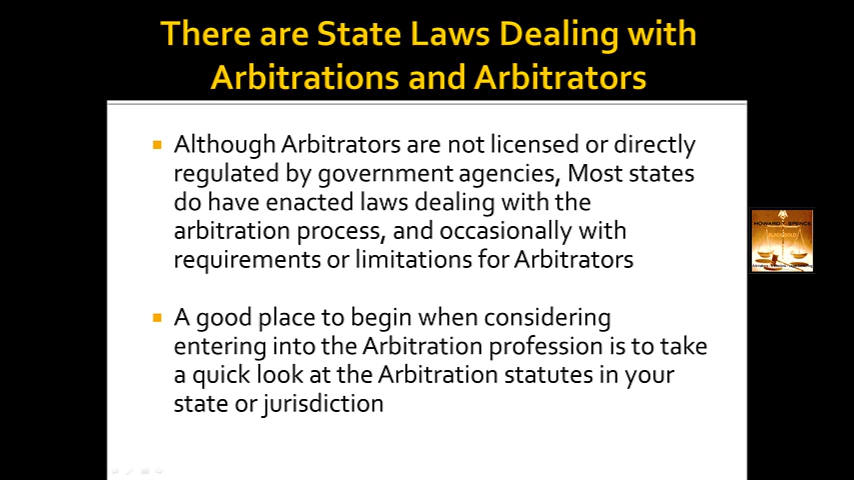 There are State Laws Dealing with
Arbitrations and Arbitrators
Although Arbitrators are not licensed or directly
regulated by government agencies, Most states
do have enacted laws dealing with the
arbitration process, and occasionally with
requirements or limitations for Arbitrators
A good place to begin when considering
entering into the Arbitration profession is to take
a quick look at the Arbitration statutes in your
state or jurisdiction
HOWARD Y. SPENCE